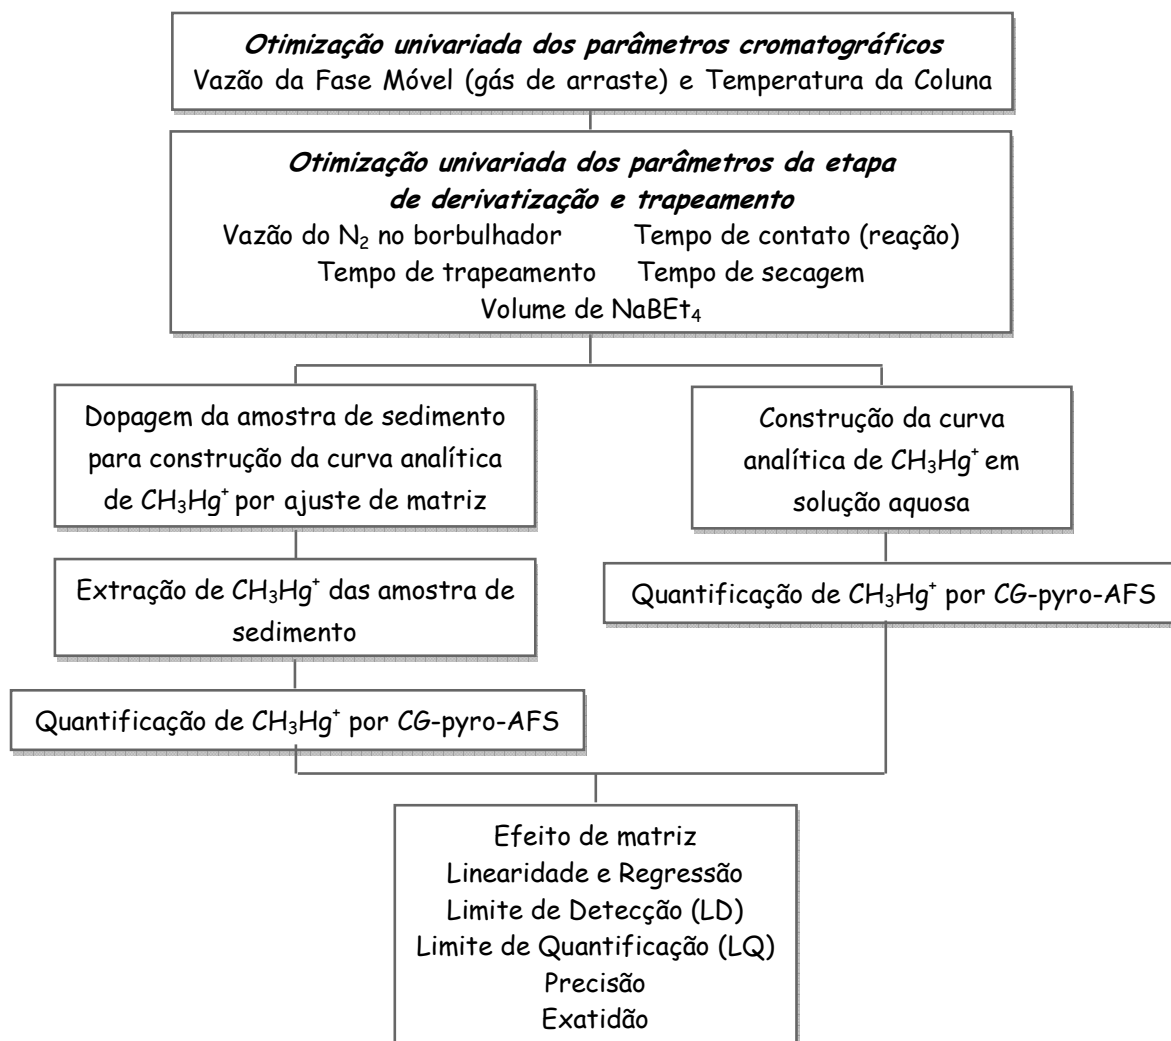 Otimização univariada dos parâmetros cromatográficos
Vazão da Fase Móvel (gás de arraste) e Temperatura da Coluna
Otimização univariada dos parâmetros da etapa
de derivatização e trapeamento
Vazão do N₂ no borbulhador Tempo de contato (reação)
Tempo de trapeamento Tempo de secagem
Volume de NaBEt₄
Dopagem da amostra de sedimento
para construção da curva analítica
de CH₃Hg⁺ por ajuste de matriz
Construção da curva
analítica de CH₃Hg⁺ em
solução aquosa
Extração de CH₃Hg⁺ das amostra de
sedimento
Quantificação de CH₃Hg⁺ por CG-pyro-AFS
Quantificação de CH₃Hg⁺ por CG-pyro-AFS
Efeito de matriz
Linearidade e Regressão
Limite de Detecção (LD)
Limite de Quantificação (LQ)
Precisão
Exatidão